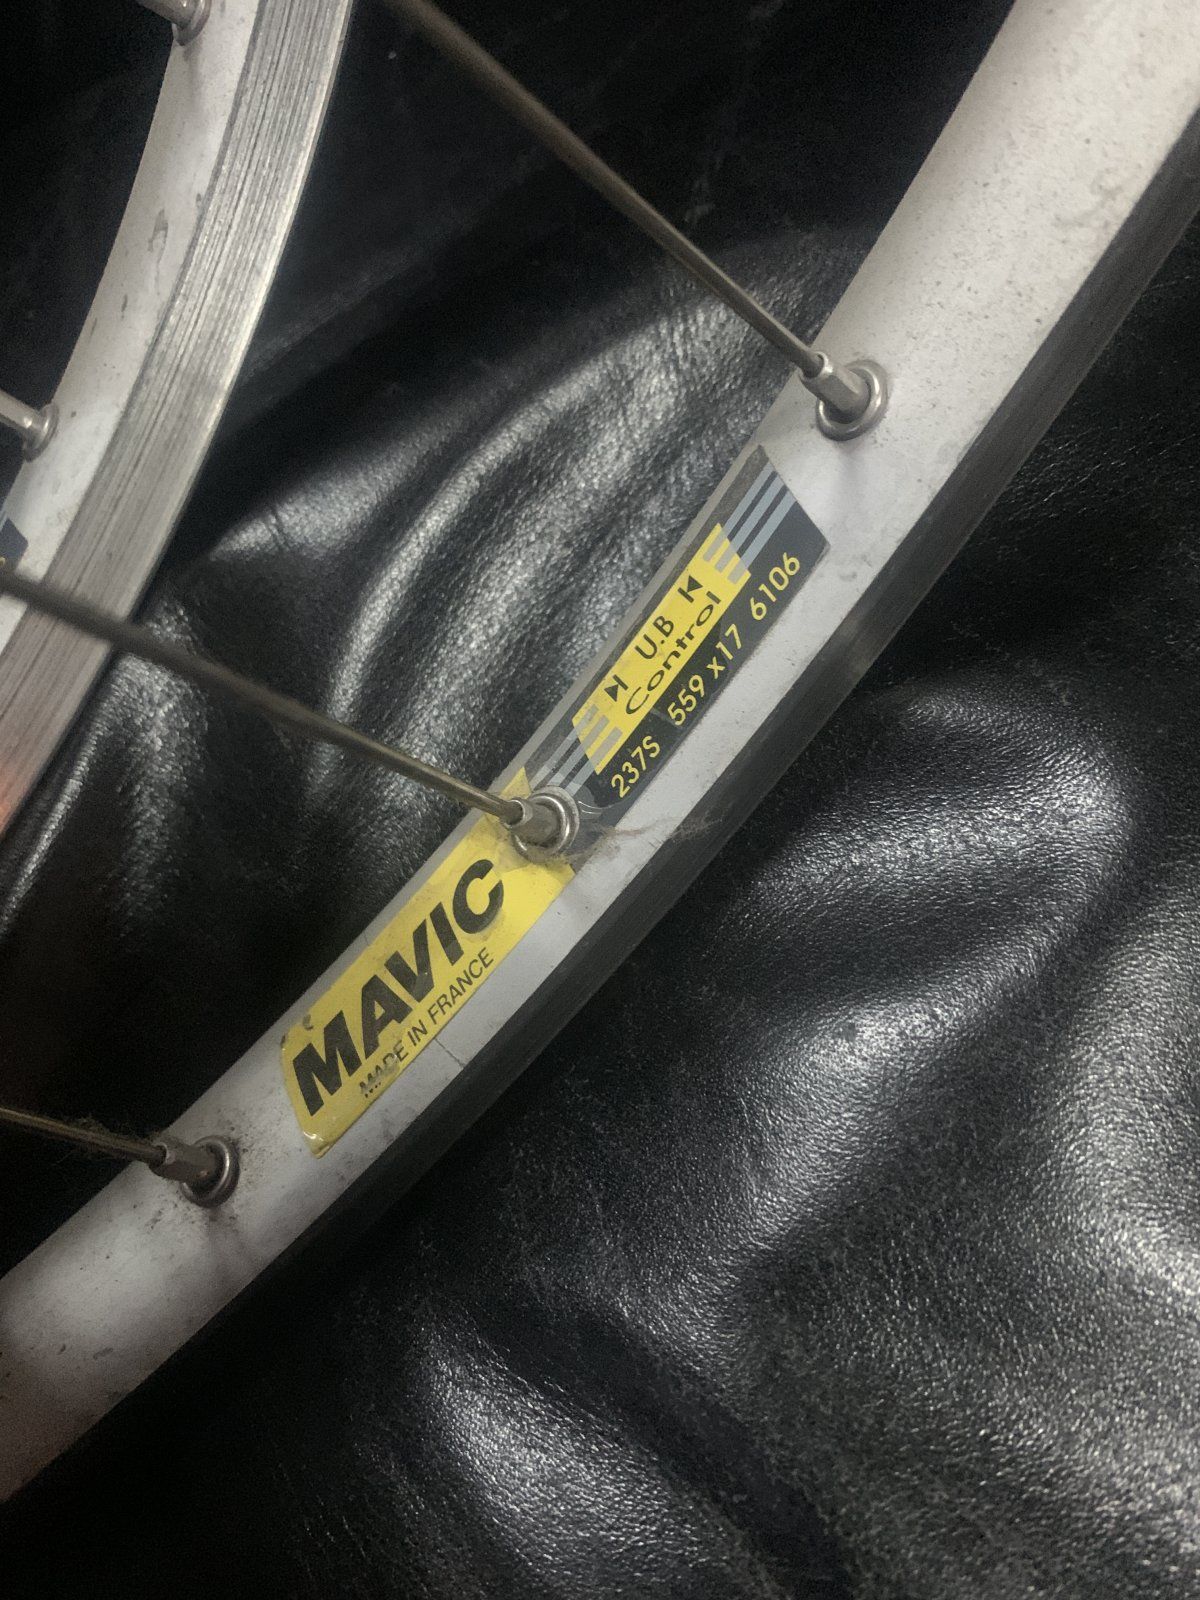 MAVIC
MADE IN FRANCE
U.B
Control
237S 559 x17 6106